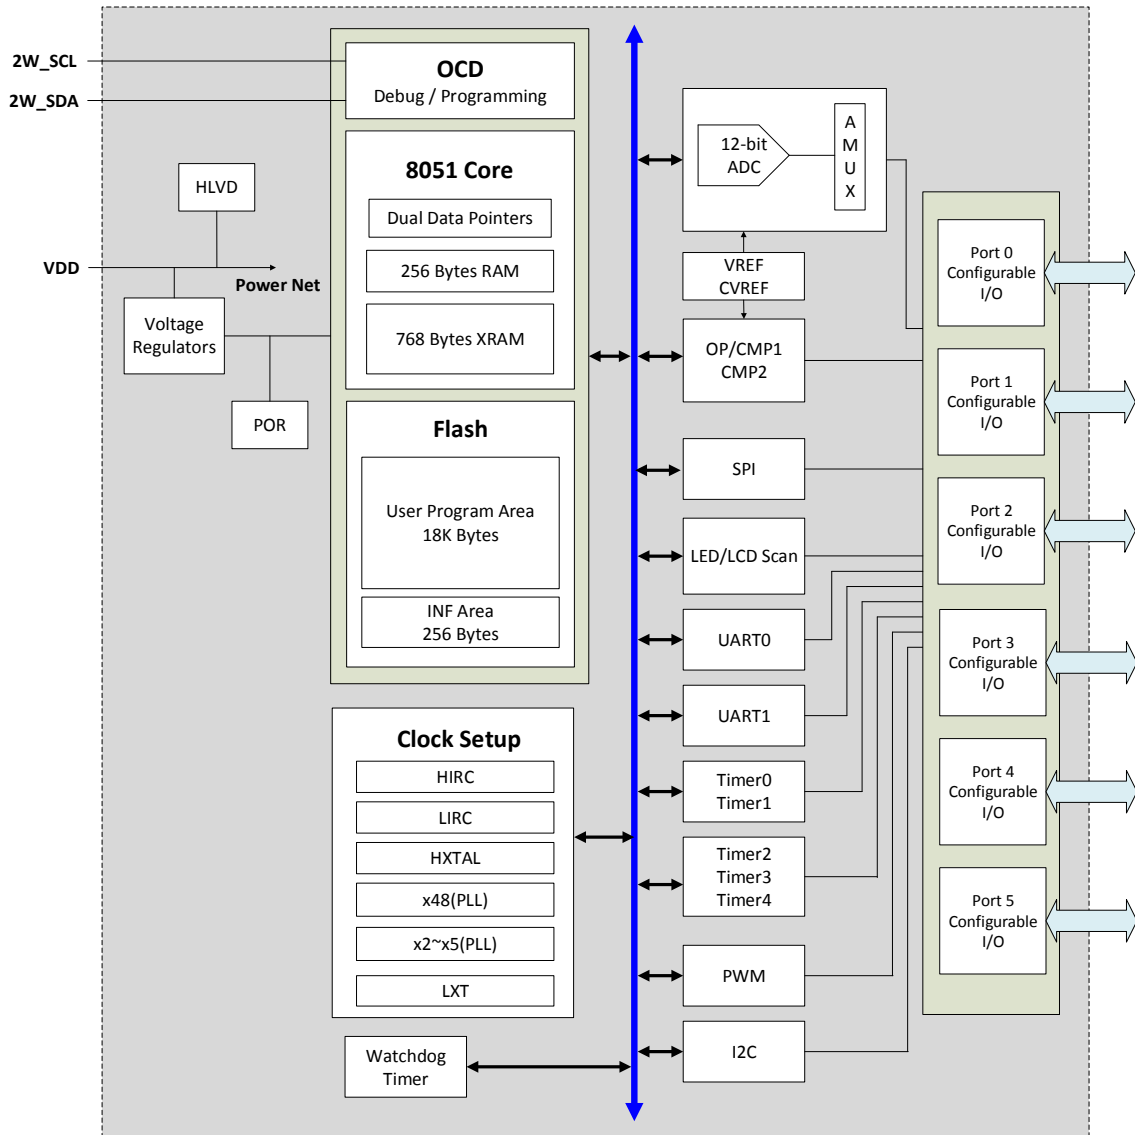 2W_SCL
2W_SDA
HLVD
VDD
Power Net
Voltage
Regulators
POR
OCD
Debug / Programming
8051 Core
Dual Data Pointers
256 Bytes RAM
768 Bytes XRAM
Flash
User Program Area
18K Bytes
INF Area
256 Bytes
Clock Setup
HIRC
LIRC
HXTAL
x48(PLL)
x2~x5(PLL)
LXT
Watchdog
Timer
12-bit
ADC
A
M
U
X
VREF
CVREF
OP/CMP1
CMP2
SPI
LED/LCD Scan
UART0
UART1
Timer0
Timer1
Timer2
Timer3
Timer4
PWM
I2C
Port 0
Configurable
I/O
Port 1
Configurable
I/O
Port 2
Configurable
I/O
Port 3
Configurable
I/O
Port 4
Configurable
I/O
Port 5
Configurable
I/O